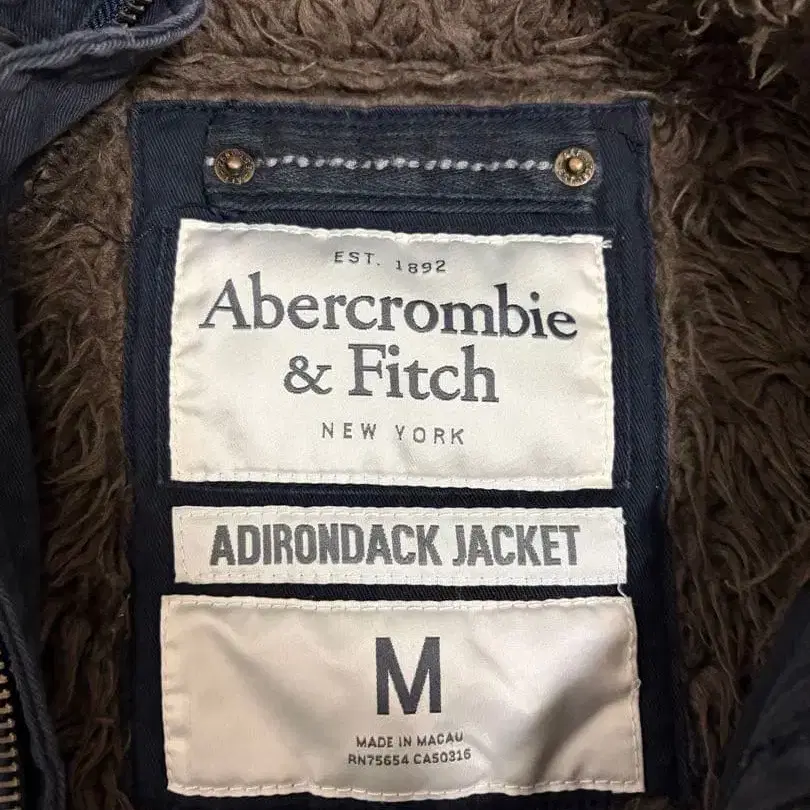 EST. 1892
Abercrombie
& Fitch
NEW YORK
ADIRONDACK JACKET
M
MADE IN MACAU
RN75654 CA50316